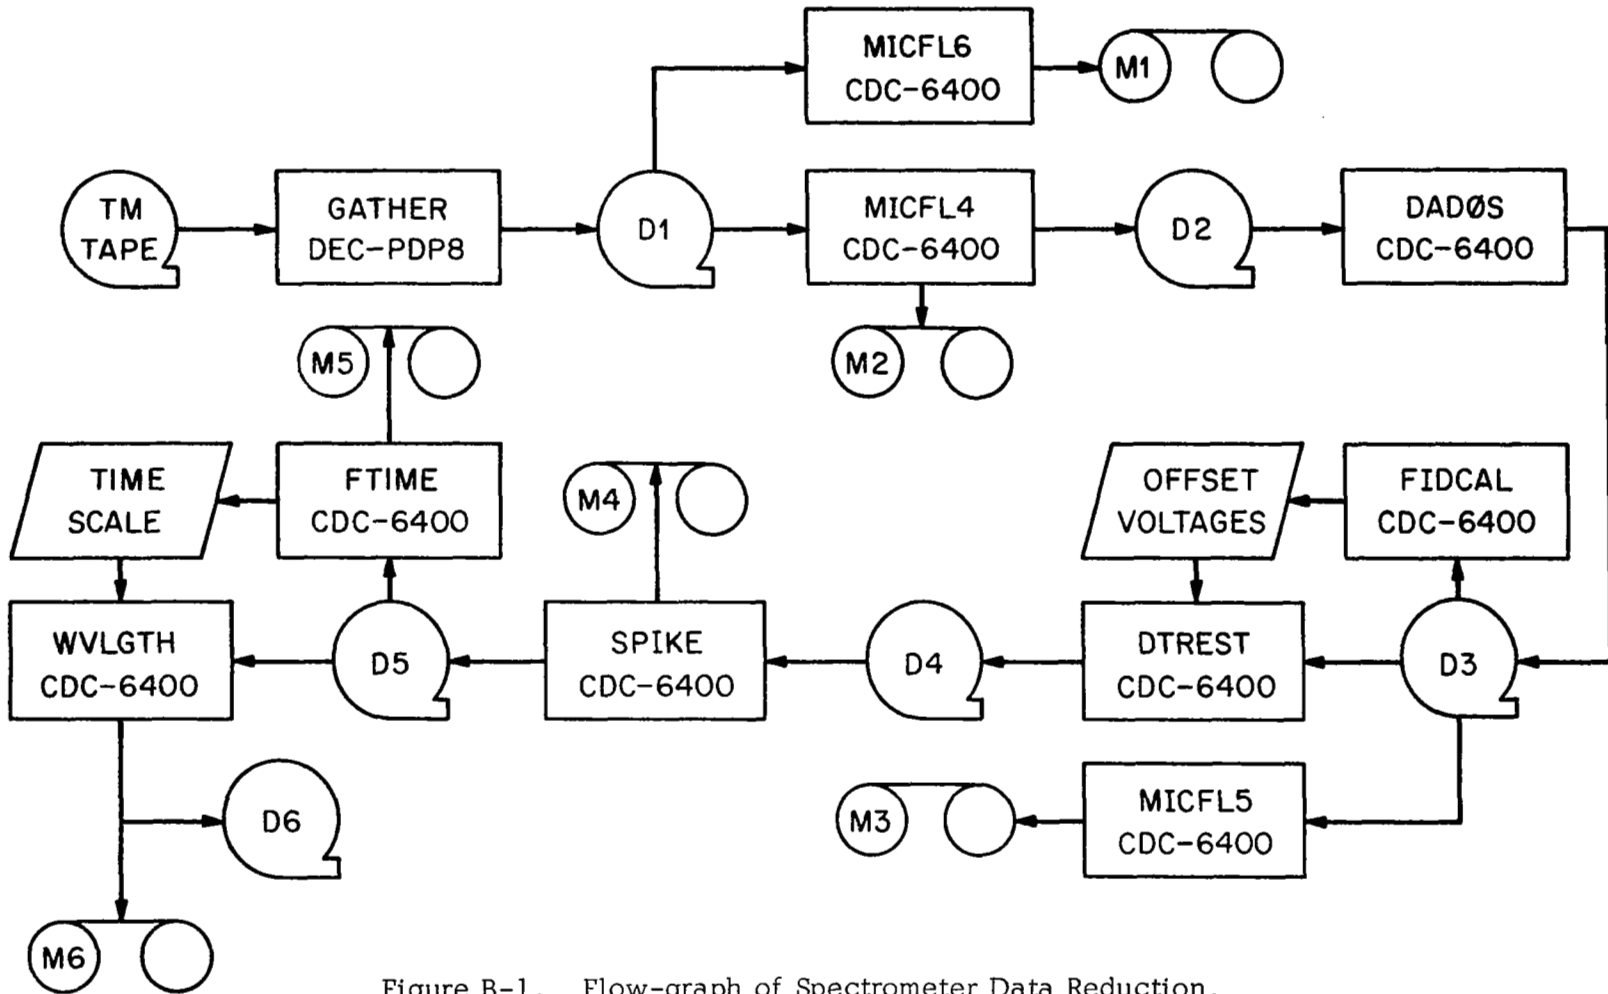 MICFL6
CDC-6400
M1
TM
TAPE
GATHER
DEC-PDP8
D1
MICFL4
CDC-6400
D2
DADØS
CDC-6400
M5
M2
TIME
SCALE
FTIME
CDC-6400
M4
OFFSET
VOLTAGES
FIDCAL
CDC-6400
WVLGTH
CDC-6400
D5
SPIKE
CDC-6400
D4
DTREST
CDC-6400
D3
D6
M3
MICFL5
CDC-6400
M6
Figure B-1. Flow-graph of Spectrometer Data Reduction.